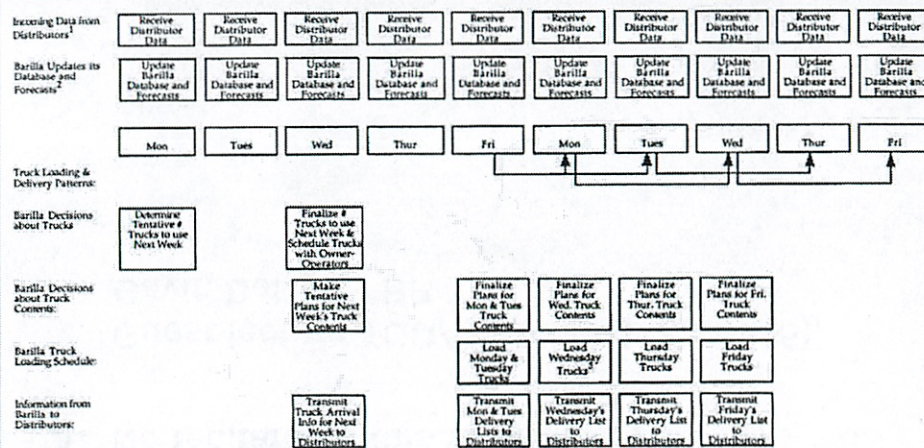 Incoming Data from
Distributors1
Receive
Distributor
Data
Receive
Distributor
Data
Receive
Distributor
Data
Receive
Distributor
Data
Receive
Distributor
Data
Receive
Distributor
Data
Receive
Distributor
Data
Receive
Distributor
Data
Receive
Distributor
Data
Receive
Distributor
Data
Barilla Updates its
Database and
Forecasts2
Update
Barilla
Database and
Forecasts
Update
Barilla
Database and
Forecasts
Update
Barilla
Database and
Forecasts
Update
Barilla
Database and
Forecasts
Update
Barilla
Database and
Forecasts
Update
Barilla
Database and
Forecasts
Update
Barilla
Database and
Forecasts
Update
Barilla
Database and
Forecasts
Update
Barilla
Database and
Forecasts
Update
Barilla
Database and
Forecasts
Mon Tues Wed Thur Fri Mon Tues Wed Thur Fri
Truck Loading &
Delivery Patterns:
Barilla Decisions
about Trucks
Determine
Tentative #
Trucks to use
Next Week
Finalize #
Trucks to use
Next Week &
Schedule Trucks
with Owner-
Operators
Barilla Decisions
about Truck
Contents:
Make
Tentative
Plans for Next
Week's Truck
Contents
Finalize
Plans for
Mon & Tues
Truck
Contents
Finalize
Plans for
Wed. Truck
Contents
Finalize
Plans for
Thur. Truck
Contents
Finalize
Plans for Fri.
Truck
Contents
Barilla Truck
Loading Schedule:
Load
Monday &
Tuesday
Trucks
Load
Wednesday
Trucks3
Load
Thursday
Trucks
Load
Friday
Trucks
Information from
Barilla to
Distributors:
Transmit
Truck Arrival
Info for Next
Week to
Distributors
Transmit
Mon & Tues
Delivery
Lists to
Distributors
Transmit
Wednesday's
Delivery List
to
Distributors
Transmit
Thursday's
Delivery List
to
Distributors
Transmit
Friday's
Delivery List
to
Distributors